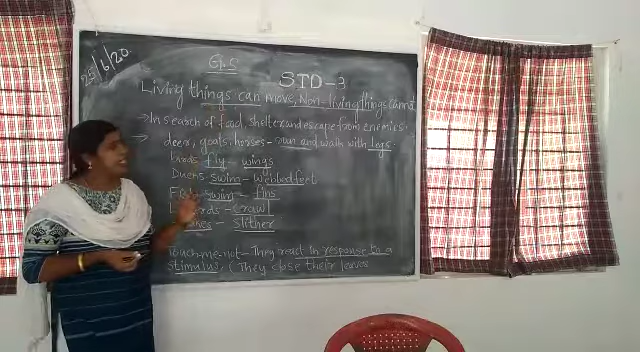 25/6/20
G.S
STD-3
Living things can move, Non-living things cannot
→ In search of food, shelter and escape from enemies.
→ deer, goats, horses - run and walk with legs.
birds fly - wings
Ducks swim - webbed feet
Fish swim - fins
- crawl
- slither
Touch-me-not - They react in response to a
stimulus. (They close their leaves